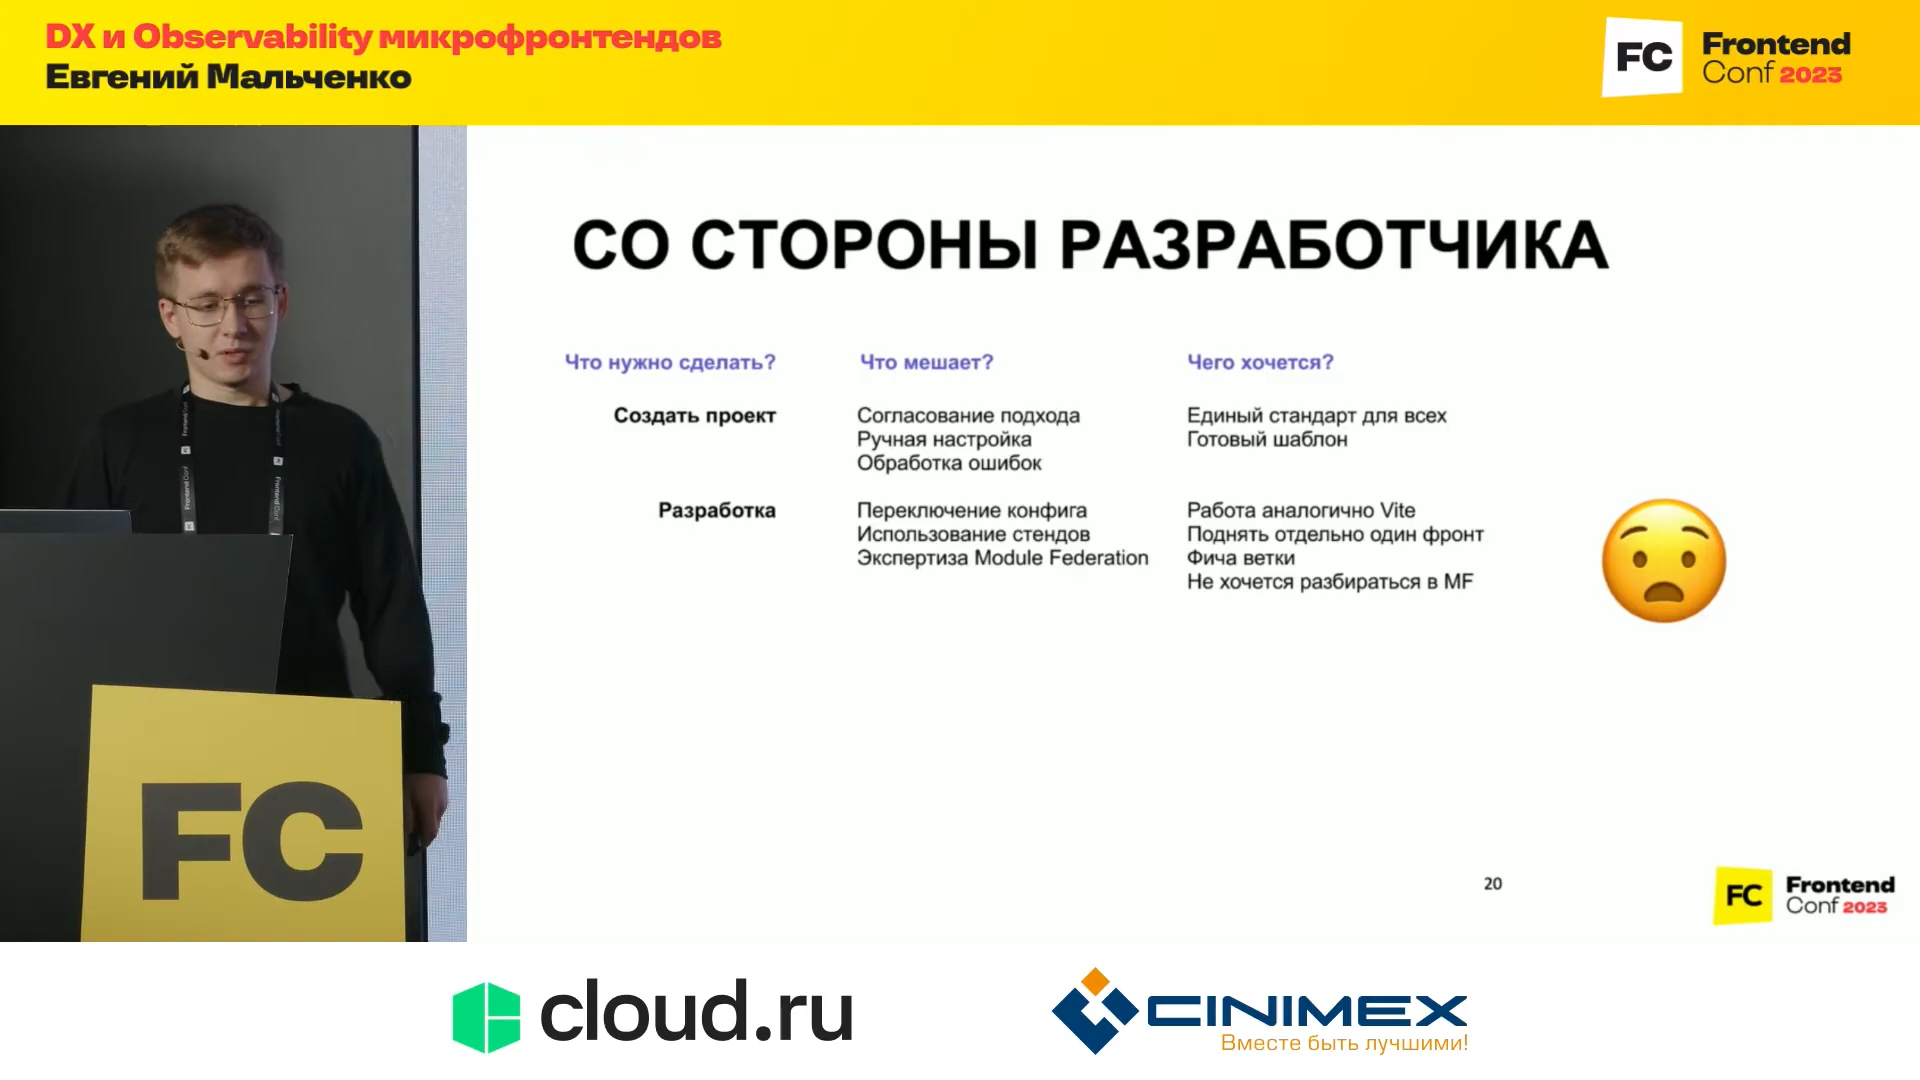 DX и Observability микрофронтендов
Евгений Мальченко
FC
Frontend
Conf 2023
СО СТОРОНЫ РАЗРАБОТЧИКА
Что нужно сделать?
Что мешает?
Чего хочется?
Создать проект
Согласование подхода
Ручная настройка
Обработка ошибок
Единый стандарт для всех
Готовый шаблон
Разработка
Переключение конфига
Использование стендов
Экспертиза Module Federation
Работа аналогично Vite
Поднять отдельно один фронт
Фича ветки
Не хочется разбираться в MF
20
FC
Frontend
Conf 2023
FC
cloud.ru
CINIMEX
Вместе быть лучшими!